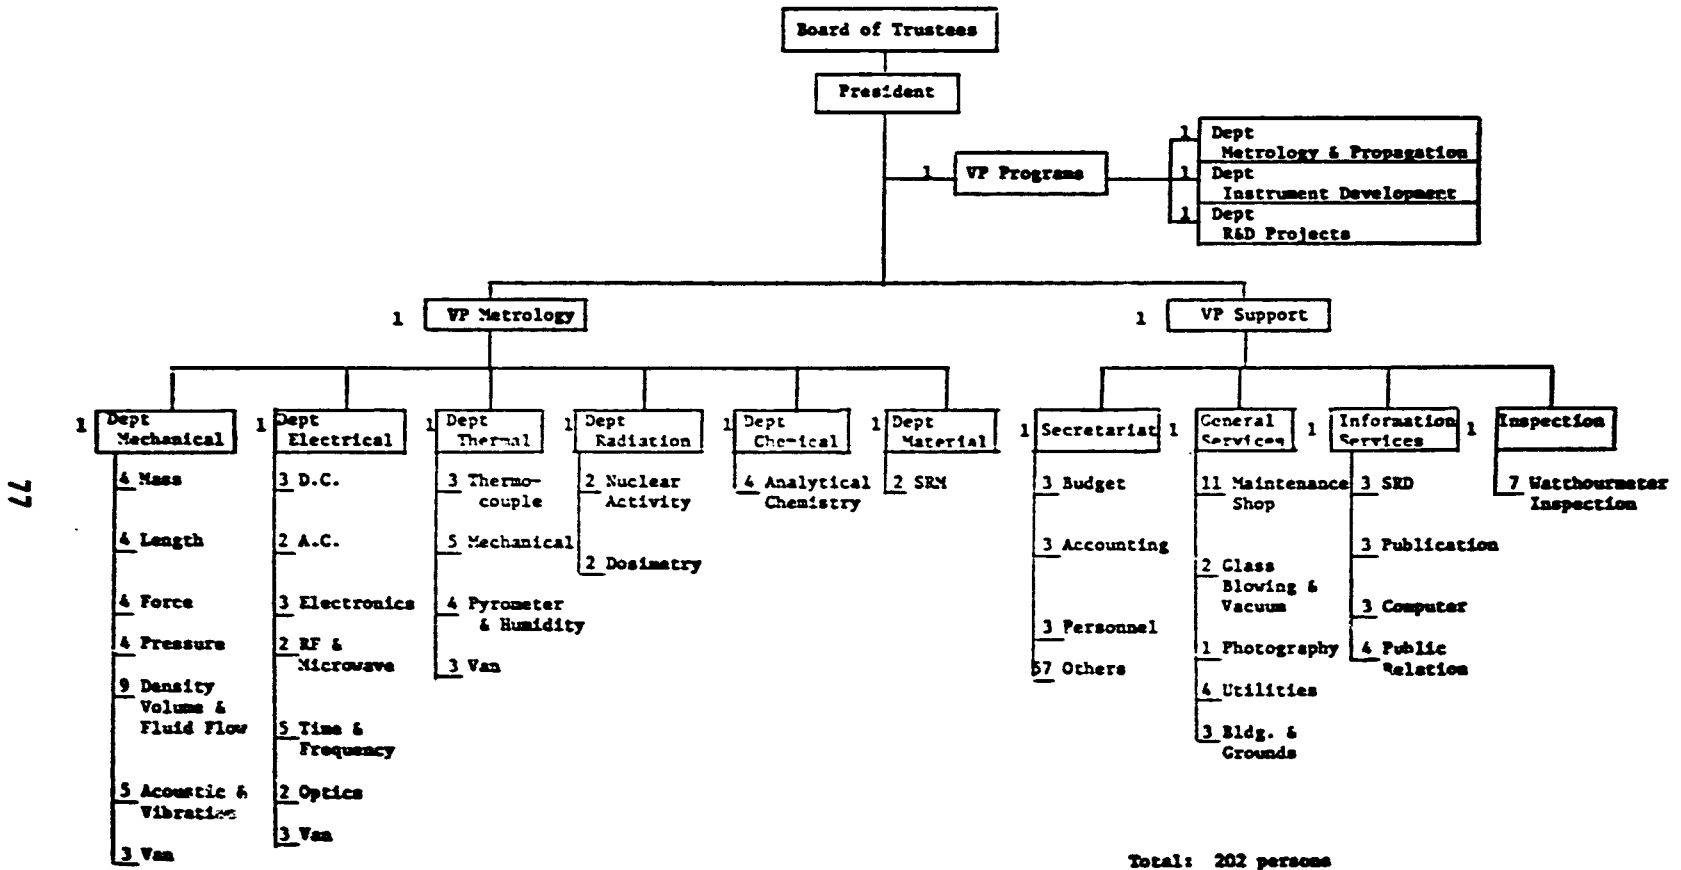 Board of Trustees
President
1 VP Programs
1 Dept
Metrology & Propagation
1 Dept
Instrument Development
1 Dept
R&D Projects
1 VP Metrology
1 VP Support
1 Dept
Mechanical
4 Mass
4 Length
4 Force
4 Pressure
9 Density
Volume &
Fluid Flow
5 Acoustic &
Vibration
3 Van
1 Dept
Electrical
3 D.C.
2 A.C.
3 Electronics
2 RF &
Microwave
5 Time &
Frequency
2 Optics
3 Van
1 Dept
Thermal
3 Thermo-
couple
5 Mechanical
4 Pyrometer
& Humidity
3 Van
1 Dept
Radiation
2 Nuclear
Activity
2 Dosimatry
1 Dept
Chemical
4 Analytical
Chemistry
1 Dept
Material
2 SRM
1 Secretariat
3 Budget
3 Accounting
3 Personnel
57 Others
1 General
Services
11 Maintenance
Shop
2 Glass
Blowing &
Vacuum
1 Photography
4 Utilities
3 Bldg. &
Grounds
1 Information
Services
3 SRD
3 Publication
3 Computer
4 Public
Relation
1 Inspection
7 Watthourmeter
Inspection
Total: 202 persons
77